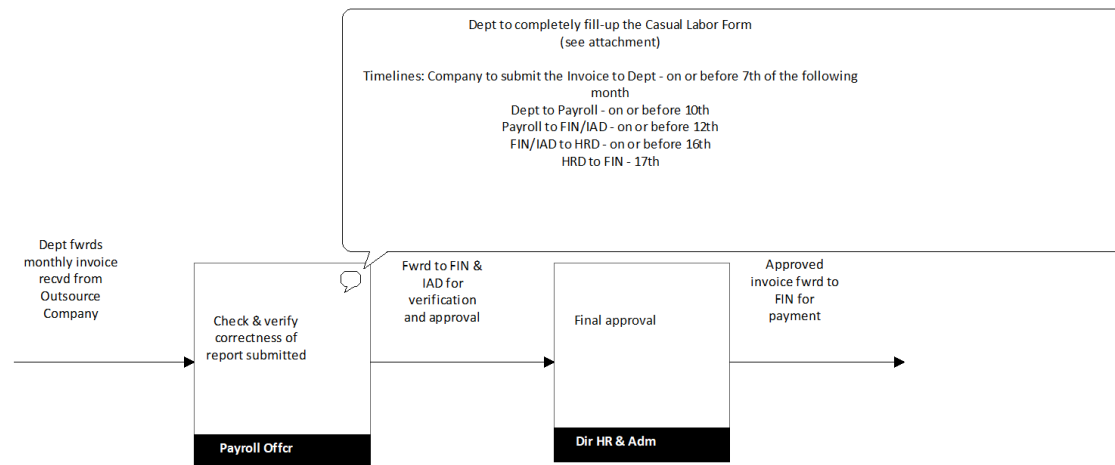 Dept to completely fill-up the Casual Labor Form
(see attachment)
Timelines: Company to submit the Invoice to Dept - on or before 7th of the following
month
Dept to Payroll - on or before 10th
Payroll to FIN/IAD - on or before 12th
FIN/IAD to HRD - on or before 16th
HRD to FIN - 17th
Dept fwrds
monthly invoice
recvd from
Outsource
Company
Check & verify
correctness of
report submitted
Payroll Offcr
Fwrd to FIN &
IAD for
verification
and approval
Final approval
Dir HR & Adm
Approved
invoice fwrd to
FIN for
payment